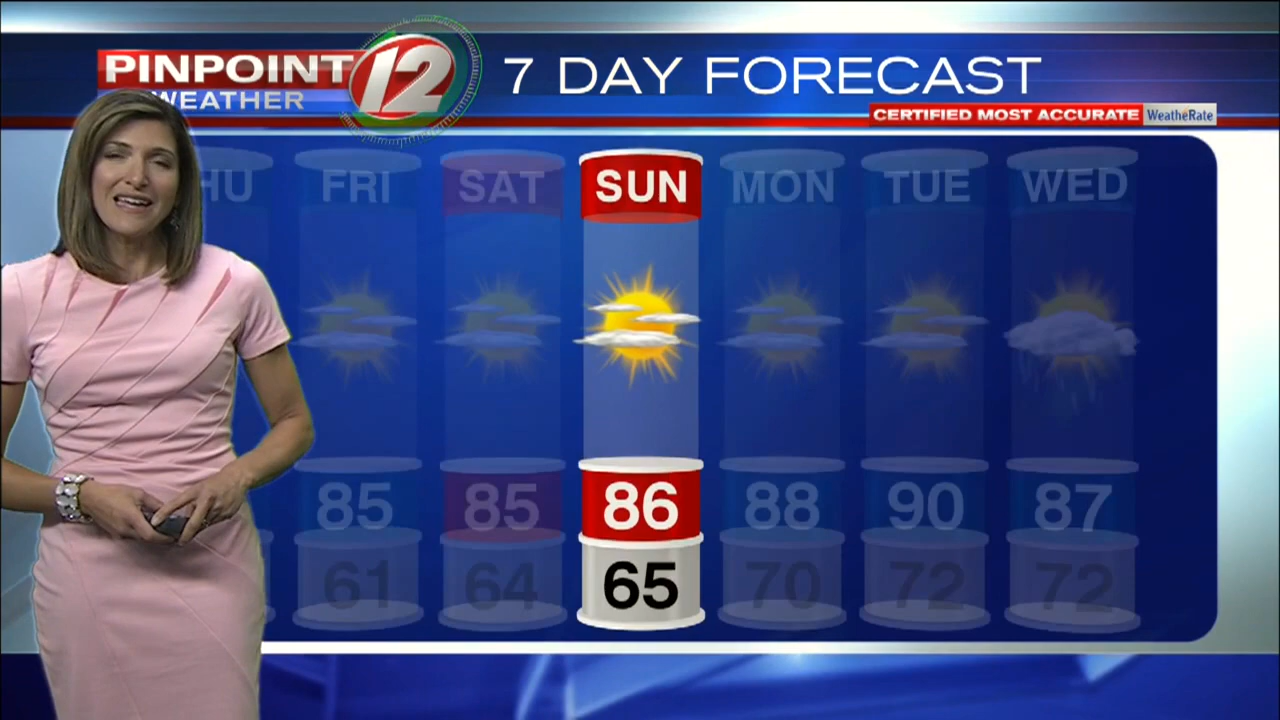 PINPOINT 12
WEATHER
7 DAY FORECAST
CERTIFIED MOST ACCURATE WeatheRate
HU FRI SAT SUN MON TUE WED
85 85 86 88 90 87
61 64 65 70 72 72